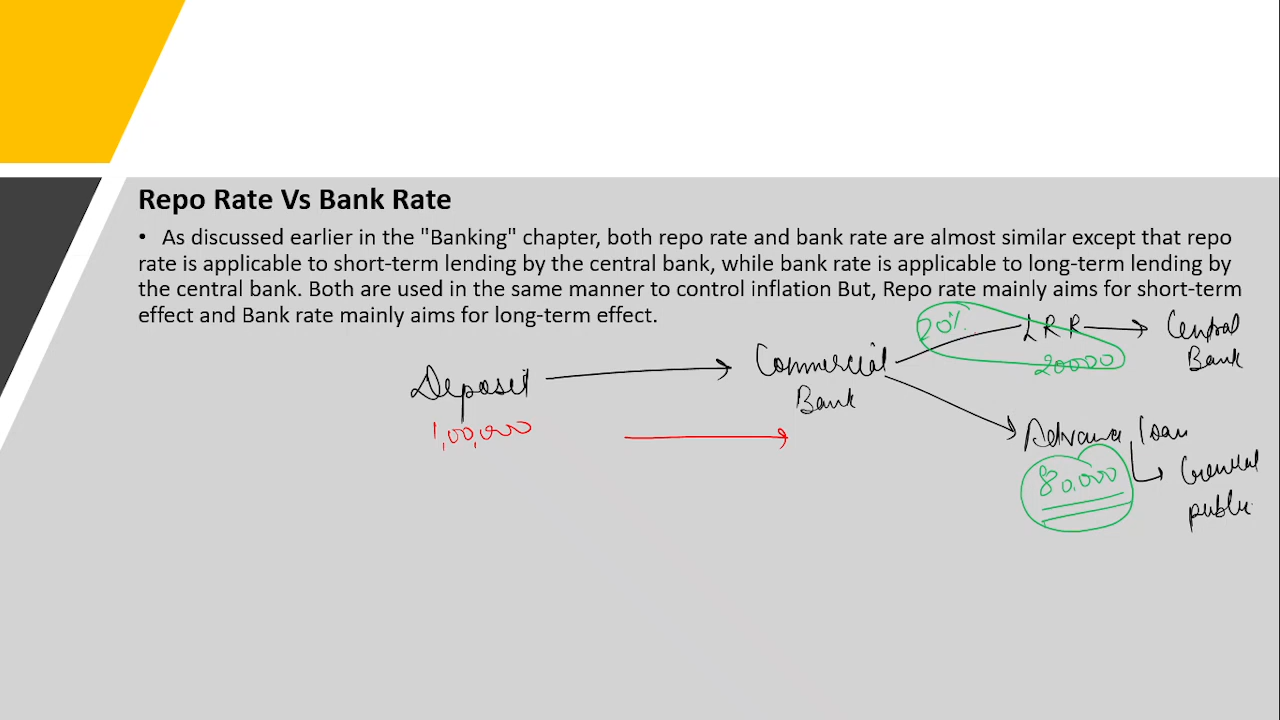 Repo Rate Vs Bank Rate
• As discussed earlier in the "Banking" chapter, both repo rate and bank rate are almost similar except that repo
rate is applicable to short-term lending by the central bank, while bank rate is applicable to long-term lending by
the central bank. Both are used in the same manner to control inflation But, Repo rate mainly aims for short-term
effect and Bank rate mainly aims for long-term effect.
20% LRR Central
Bank
20000
Commercial
Bank
Deposit
1,00,000
Advance loan
80,000
General
public